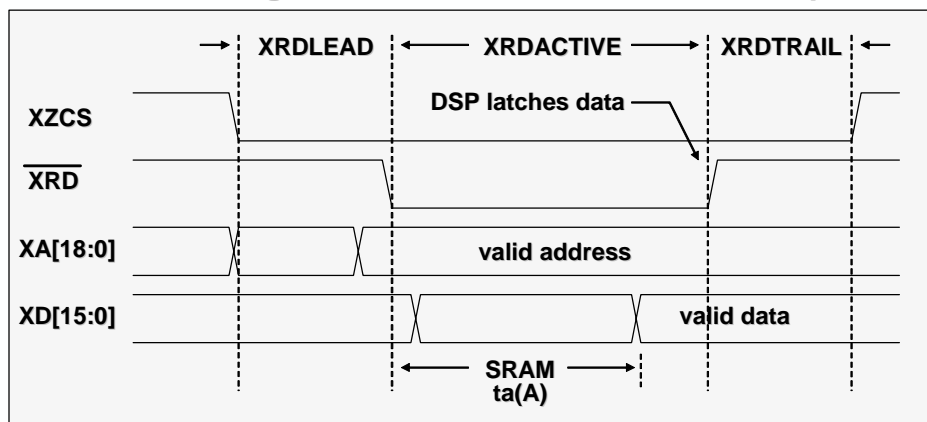 XRDLEAD XRDACTIVE XRDTRAIL
DSP latches data
XZCS
XRD
XA[18:0] valid address
XD[15:0] valid data
SRAM
ta(A)